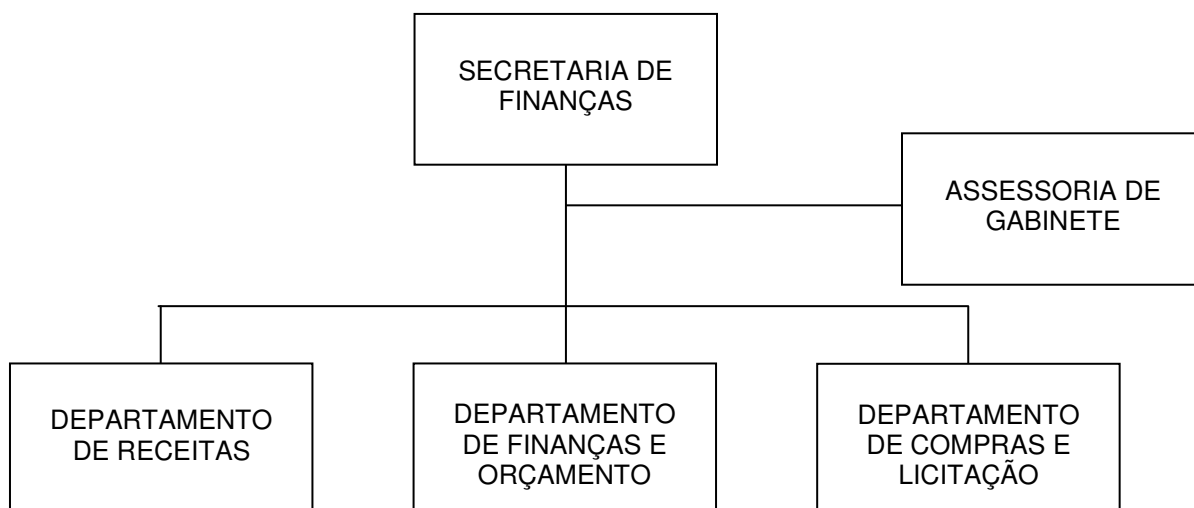 SECRETARIA DE
FINANÇAS
ASSESSORIA DE
GABINETE
DEPARTAMENTO
DE RECEITAS
DEPARTAMENTO
DE FINANÇAS E
ORÇAMENTO
DEPARTAMENTO
DE COMPRAS E
LICITAÇÃO